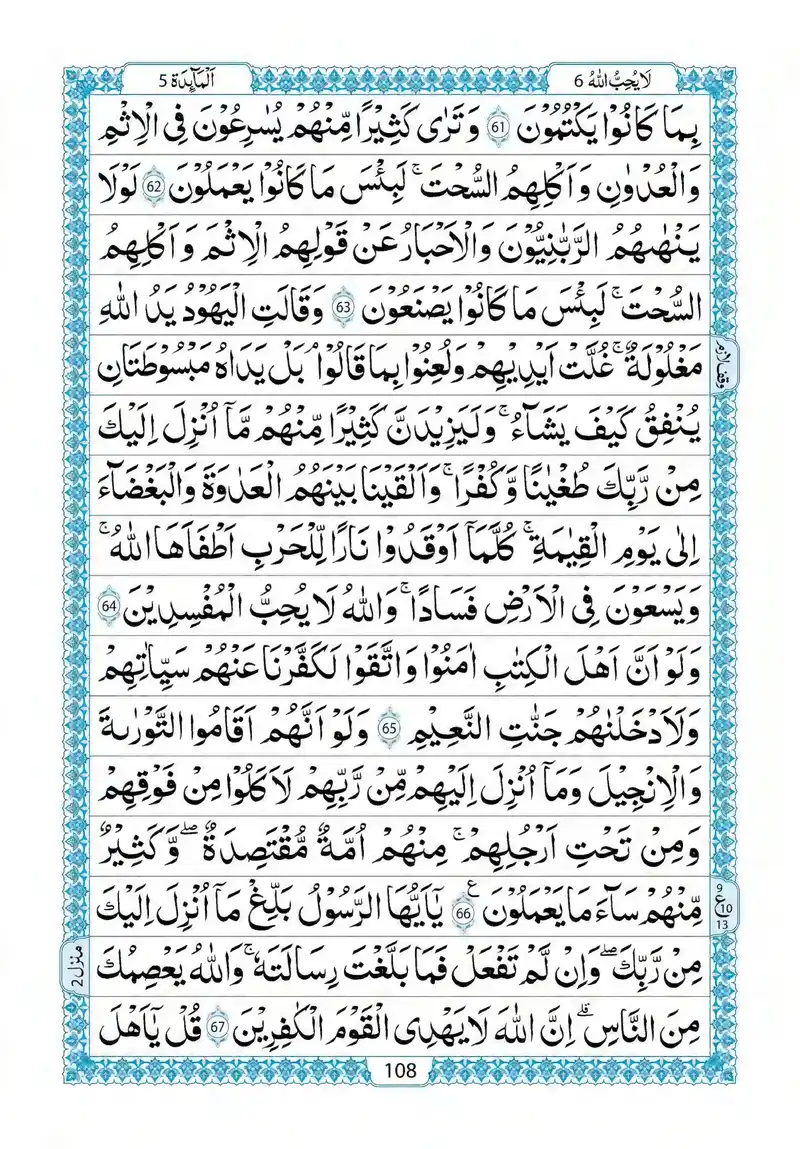 لَا يُحِبُّ اللّٰهُ 6
اَلْمَآئِدَة 5
بِمَا كَانُوْا يَكْتُمُوْنَ 61 وَ تَرٰى كَثِيْرًا مِّنْهُمْ يُسَارِعُوْنَ فِى الْاِثْمِ
وَالْعُدْوَانِ وَ اَكْلِهِمُ السُّحْتَ ۚ لَبِئْسَ مَا كَانُوْا يَعْمَلُوْنَ 62 لَوْلَا
يَنْهٰىهُمُ الرَّبّٰنِيُّوْنَ وَالْاَحْبَارُ عَنْ قَوْلِهِمُ الْاِثْمَ وَ اَكْلِهِمُ
السُّحْتَ ۚ لَبِئْسَ مَا كَانُوْا يَصْنَعُوْنَ 63 وَ قَالَتِ الْيَهُوْدُ يَدُ اللّٰهِ
مَغْلُوْلَةٌ ۚ غُلَّتْ اَيْدِيْهِمْ وَ لُعِنُوْا بِمَا قَالُوْا ۘ بَلْ يَدَاهُ مَبْسُوْطَتَانِ
وقف لازم
يُنْفِقُ كَيْفَ يَشَآءُ ۚ وَ لَيَزِيْدَنَّ كَثِيْرًا مِّنْهُمْ مَّاۤ اُنْزِلَ اِلَيْكَ
مِنْ رَّبِّكَ طُغْيٰنًا وَّ كُفْرًا ۚ وَ اَلْقَيْنَا بَيْنَهُمُ الْعَدٰوَةَ وَالْبَغْضَآءَ
اِلٰى يَوْمِ الْقِيٰمَةِ ۚ كُلَّمَاۤ اَوْقَدُوْا نَارًا لِّلْحَرْبِ اَطْفَاَهَا اللّٰهُ ۚ
وَ يَسْعَوْنَ فِى الْاَرْضِ فَسَادًا ۚ وَاللّٰهُ لَا يُحِبُّ الْمُفْسِدِيْنَ 64
وَلَوْ اَنَّ اَهْلَ الْكِتٰبِ اٰمَنُوْا وَاتَّقَوْا لَكَفَّرْنَا عَنْهُمْ سَيِّاٰتِهِمْ
وَلَاَدْخَلْنٰهُمْ جَنّٰتِ النَّعِيْمِ 65 وَلَوْ اَنَّهُمْ اَقَامُوا التَّوْرٰىةَ
وَالْاِنْجِيْلَ وَمَاۤ اُنْزِلَ اِلَيْهِمْ مِّنْ رَّبِّهِمْ لَاَكَلُوْا مِنْ فَوْقِهِمْ
وَمِنْ تَحْتِ اَرْجُلِهِمْ ۚ مِنْهُمْ اُمَّةٌ مُّقْتَصِدَةٌ ۖ وَ كَثِيْرٌ
مِّنْهُمْ سَآءَ مَا يَعْمَلُوْنَ 66 ع يٰۤاَيُّهَا الرَّسُوْلُ بَلِّغْ مَاۤ اُنْزِلَ اِلَيْكَ
9 ع 10 13
مِنْ رَّبِّكَ ۖ وَاِنْ لَّمْ تَفْعَلْ فَمَا بَلَّغْتَ رِسَالَتَهٗ ۚ وَاللّٰهُ يَعْصِمُكَ
منزل 2
مِنَ النَّاسِ ۗ اِنَّ اللّٰهَ لَا يَهْدِى الْقَوْمَ الْكٰفِرِيْنَ 67 قُلْ يٰۤاَهْلَ
108